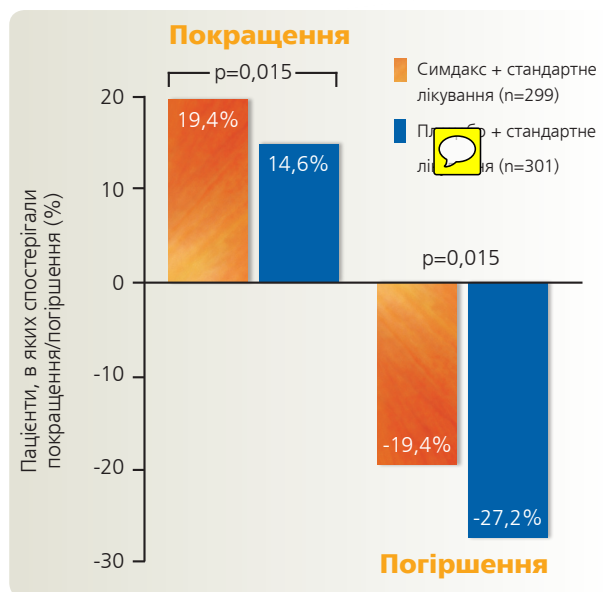 Покращення
p=0,015
Симдакс + стандартне
лікування (n=299)
+ стандартне
(n=301)
20
10
0
-10
-20
-30
19,4%
14,6%
p=0,015
-19,4%
-27,2%
Погіршення
Пацієнти, в яких спостерігали
покращення/погіршення (%)